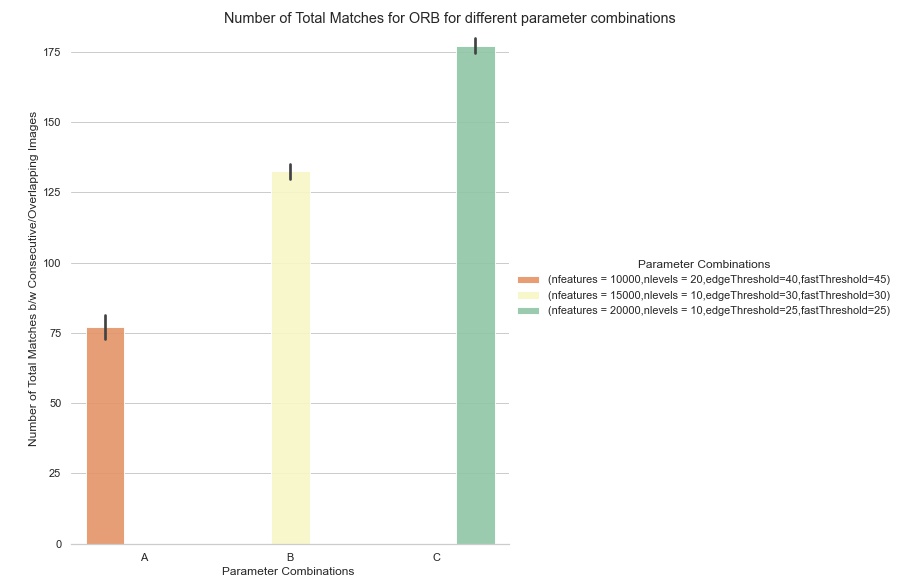 Number of Total Matches for ORB for different parameter combinations
Number of Total Matches b/w Consecutive/Overlapping Images
175
150
125
100
75
50
25
0
A
B
C
Parameter Combinations
Parameter Combinations
(nfeatures = 10000,nlevels = 20,edgeThreshold=40,fastThreshold=45)
(nfeatures = 15000,nlevels = 10,edgeThreshold=30,fastThreshold=30)
(nfeatures = 20000,nlevels = 10,edgeThreshold=25,fastThreshold=25)